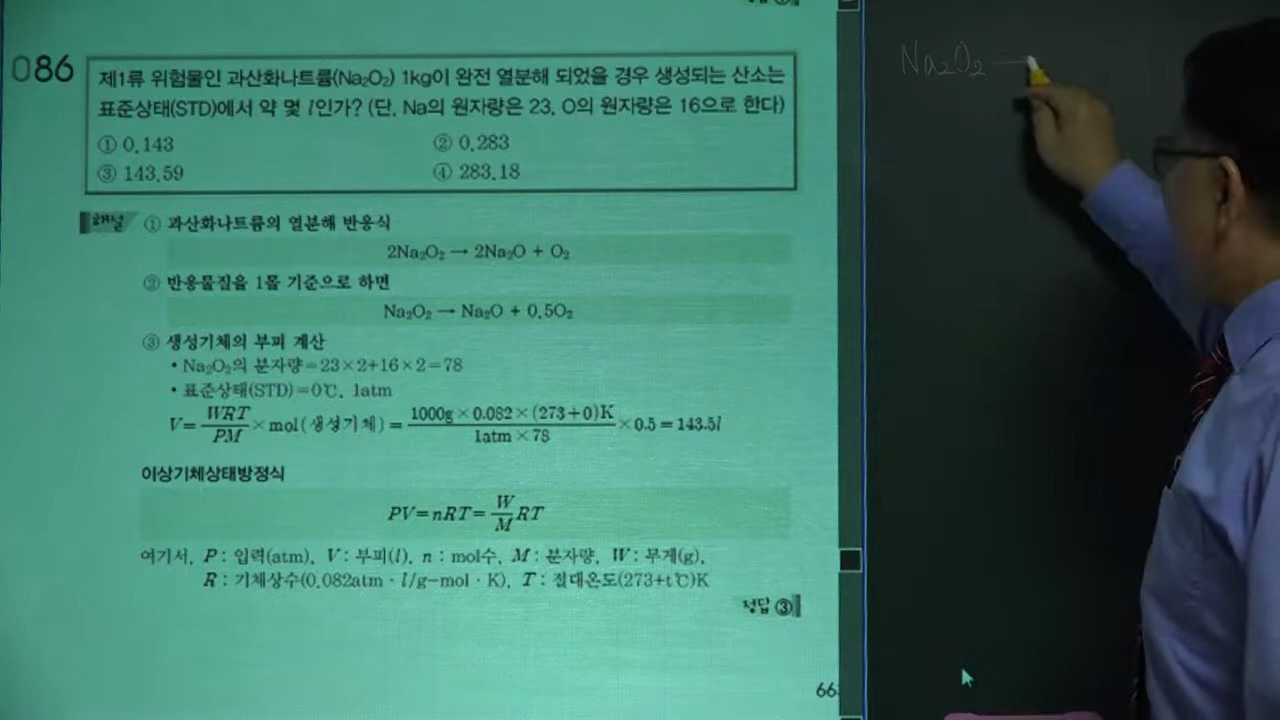 086
제1류 위험물인 과산화나트륨(Na₂O₂) 1kg이 완전 열분해 되었을 경우 생성되는 산소는
표준상태(STD)에서 약 몇 l인가? (단, Na의 원자량은 23, O의 원자량은 16으로 한다)
① 0.143 ② 0.283
③ 143.59 ④ 283.18
해설 ① 과산화나트륨의 열분해 반응식
2Na₂O₂ → 2Na₂O + O₂
② 반응물질을 1몰 기준으로 하면
Na₂O₂ → Na₂O + 0.5O₂
③ 생성기체의 부피 계산
• Na₂O₂의 분자량=23×2+16×2=78
• 표준상태(STD)=0℃, 1atm
V= WRT/PM ×mol(생성기체) = 1000g×0.082×(273+0)K / 1atm×78 ×0.5=143.5l
이상기체상태방정식
PV=nRT= W/M RT
여기서, P : 압력(atm), V : 부피(l), n : mol수, M : 분자량, W : 무게(g),
R : 기체상수(0.082atm · l/g-mol · K), T : 절대온도(273+t℃)K
정답 ③
66
Na₂O₂ →